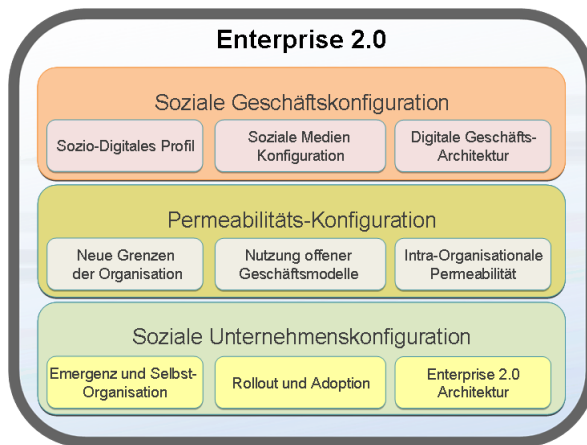 Enterprise 2.0
Soziale Geschäftskonfiguration
Sozio-Digitales Profil
Soziale Medien
Konfiguration
Digitale Geschäfts-
Architektur
Permeabilitäts-Konfiguration
Neue Grenzen
der Organisation
Nutzung offener
Geschäftsmodelle
Intra-Organisationale
Permeabilität
Soziale Unternehmenskonfiguration
Emergenz und Selbst-
Organisation
Rollout und Adoption
Enterprise 2.0
Architektur